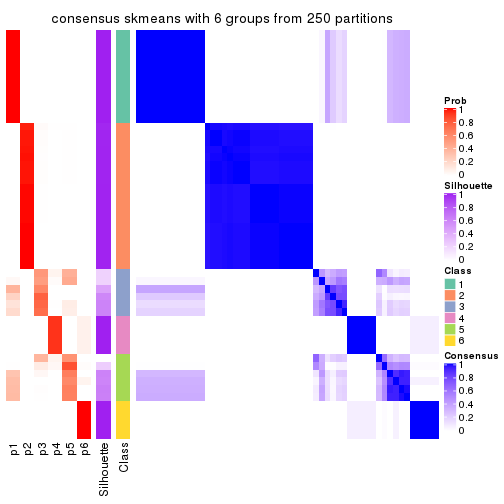 consensus skmeans with 6 groups from 250 partitions
Prob
1
0.8
0.6
0.4
0.2
0
Silhouette
1
0.8
0.6
0.4
0.2
0
Class
1
2
3
4
5
6
Consensus
1
0.8
0.6
0.4
0.2
0
p1
p2
p3
p4
p5
p6
Silhouette
Class